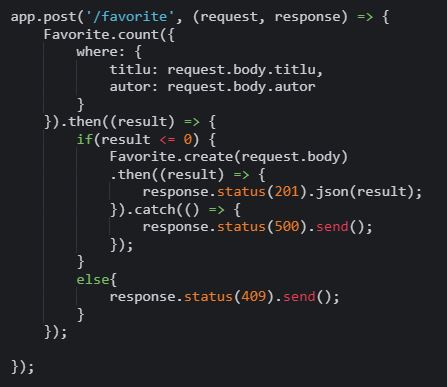 app.post('/favorite', (request, response) => {
    Favorite.count({
        where: {
            titlu: request.body.titlu,
            autor: request.body.autor
        }
    }).then((result) => {
        if(result <= 0) {
            Favorite.create(request.body)
            .then((result) => {
                response.status(201).json(result);
            }).catch(() => {
                response.status(500).send();
            });
        }
        else{
            response.status(409).send();
        }
    });

});